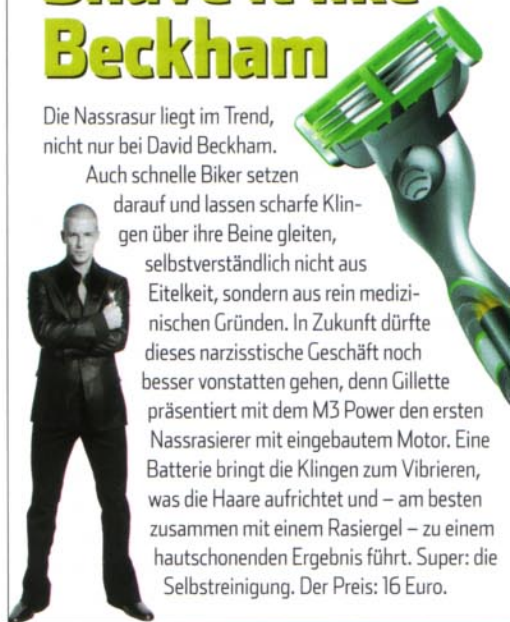 Shave it like
Beckham
Die Nassrasur liegt im Trend,
nicht nur bei David Beckham.
Auch schnelle Biker setzen
darauf und lassen scharfe Klin-
gen über ihre Beine gleiten,
selbstverständlich nicht aus
Eitelkeit, sondern aus rein medizi-
nischen Gründen. In Zukunft dürfte
dieses narzisstische Geschäft noch
besser vonstatten gehen, denn Gillette
präsentiert mit dem M3 Power den ersten
Nassrasierer mit eingebautem Motor. Eine
Batterie bringt die Klingen zum Vibrieren,
was die Haare aufrichtet und – am besten
zusammen mit einem Rasiergel – zu einem
hautschonenden Ergebnis führt. Super: die
Selbstreinigung. Der Preis: 16 Euro.